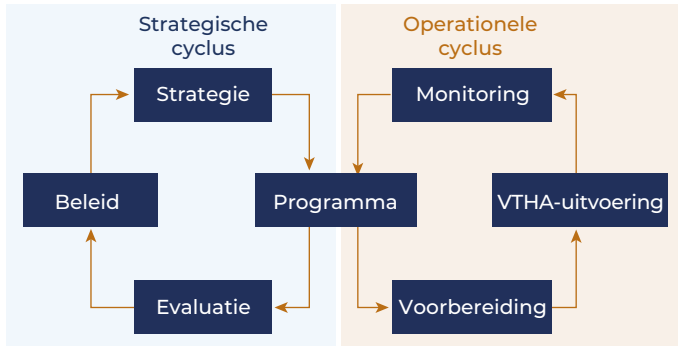 Strategische
cyclus
Operationele
cyclus
Strategie
Monitoring
Beleid
Programma
VTHA-uitvoering
Evaluatie
Voorbereiding